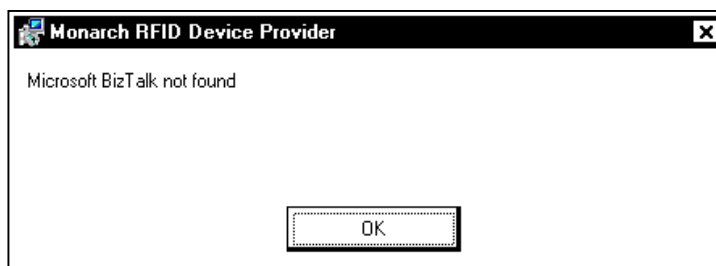 Monarch RFID Device Provider
Microsoft BizTalk not found
OK